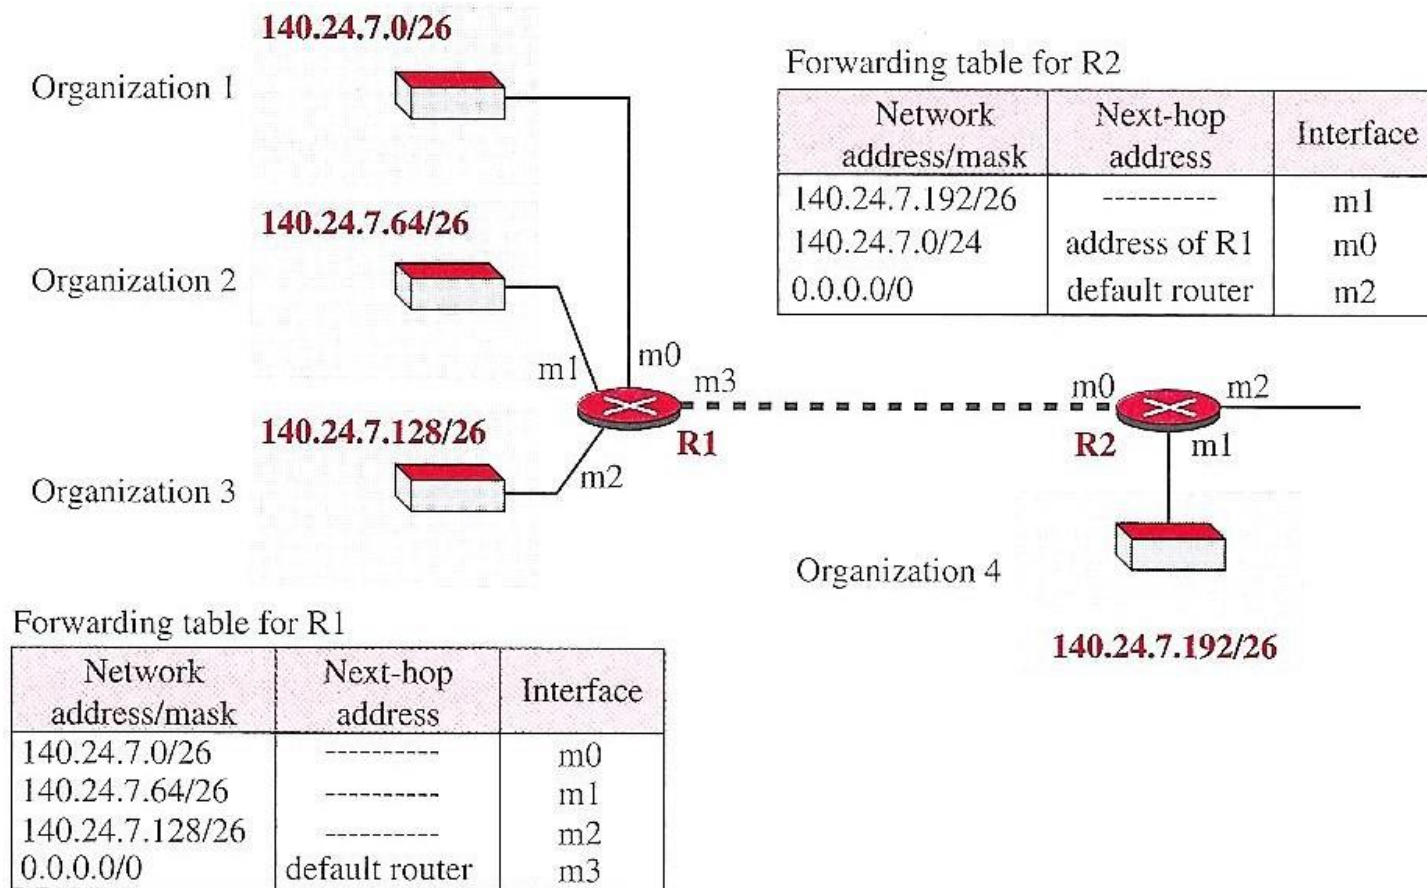 140.24.7.0/26
Organization 1
140.24.7.64/26
Organization 2
140.24.7.128/26
Organization 3
m0
m1
m2
m3
R1
Forwarding table for R2
Network address/mask Next-hop address Interface
140.24.7.192/26 ---------- m1
140.24.7.0/24 address of R1 m0
0.0.0.0/0 default router m2
m0
m2
R2
m1
Organization 4
140.24.7.192/26
Forwarding table for R1
Network address/mask Next-hop address Interface
140.24.7.0/26 ---------- m0
140.24.7.64/26 ---------- m1
140.24.7.128/26 ---------- m2
0.0.0.0/0 default router m3